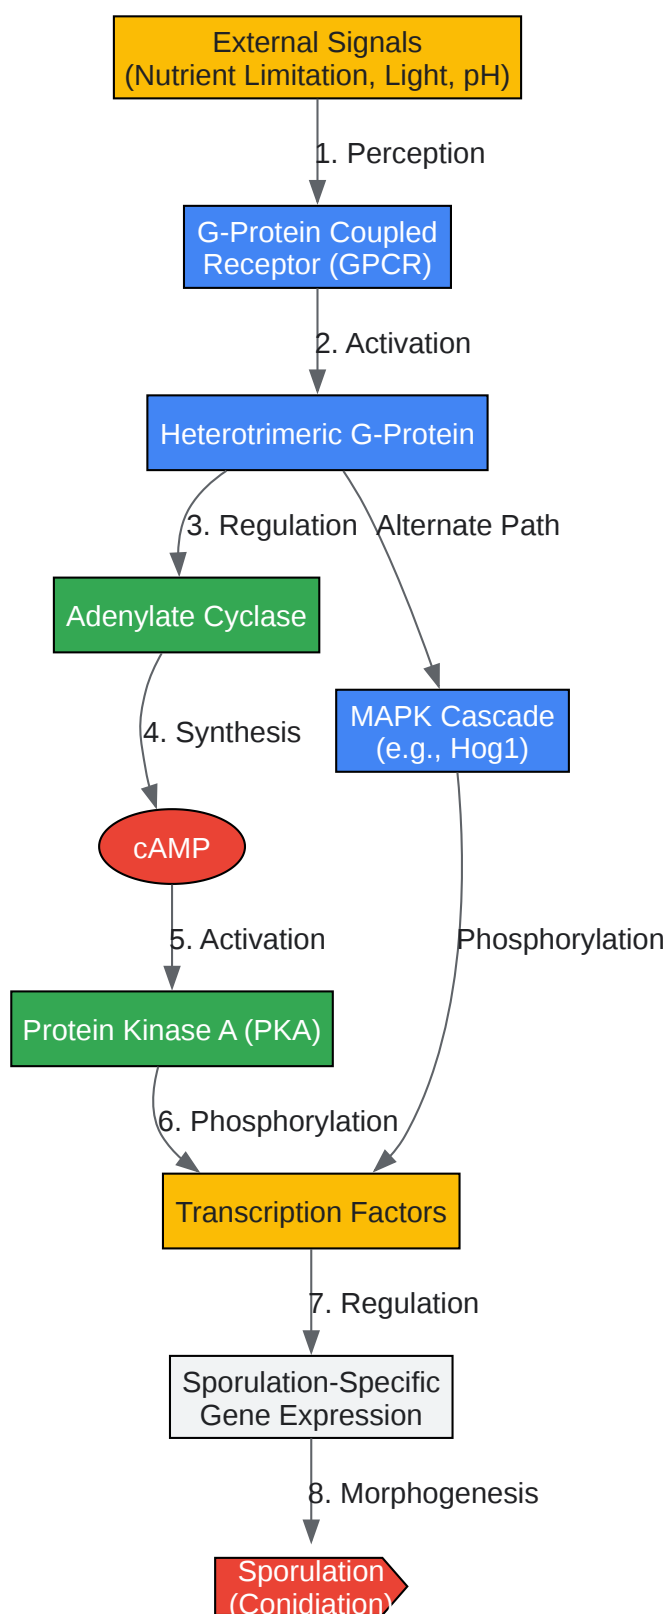 External Signals
(Nutrient Limitation, Light, pH)
1. Perception
G-Protein Coupled
Receptor (GPCR)
2. Activation
Heterotrimeric G-Protein
3. Regulation
Alternate Path
Adenylate Cyclase
MAPK Cascade
(e.g., Hog1)
4. Synthesis
cAMP
5. Activation
Phosphorylation
Protein Kinase A (PKA)
6. Phosphorylation
Transcription Factors
7. Regulation
Sporulation-Specific
Gene Expression
8. Morphogenesis
Sporulation
(Conidiation)